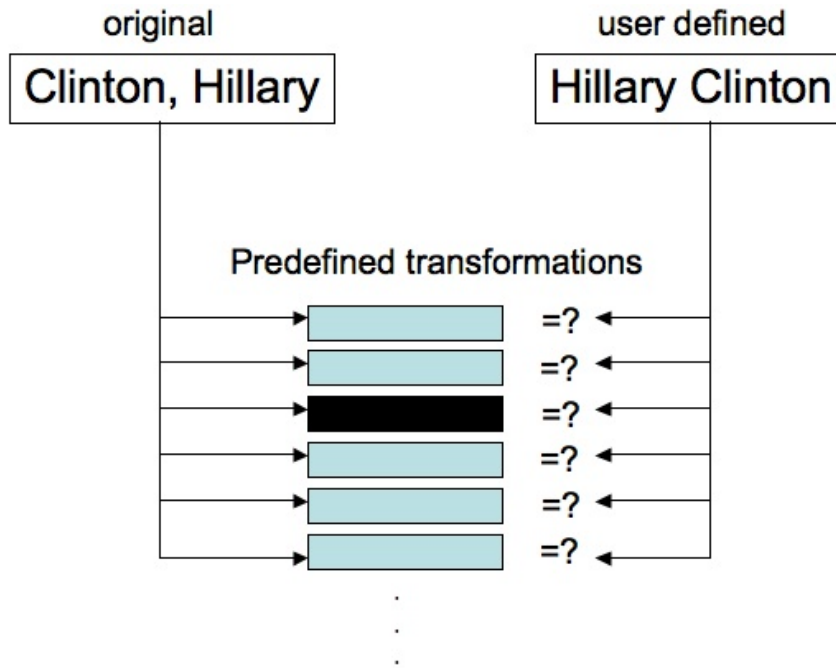 original
user defined
Clinton, Hillary
Hillary Clinton
Predefined transformations
=?
=?
=?
=?
=?
=?
.
.
.